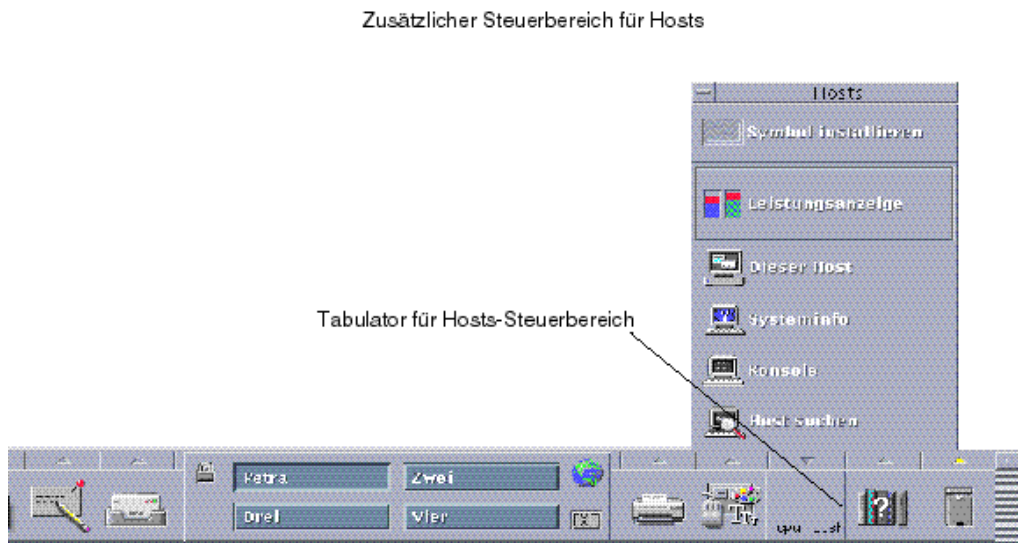 Zusätzlicher Steuerbereich für Hosts
Hosts
Symbol installieren
Leistungsanzeige
Dieser Host
Tabulator für Hosts-Steuerbereich
Systeminfo
Konsole
Host suchen
Zwei
Drei
Vier
cpu